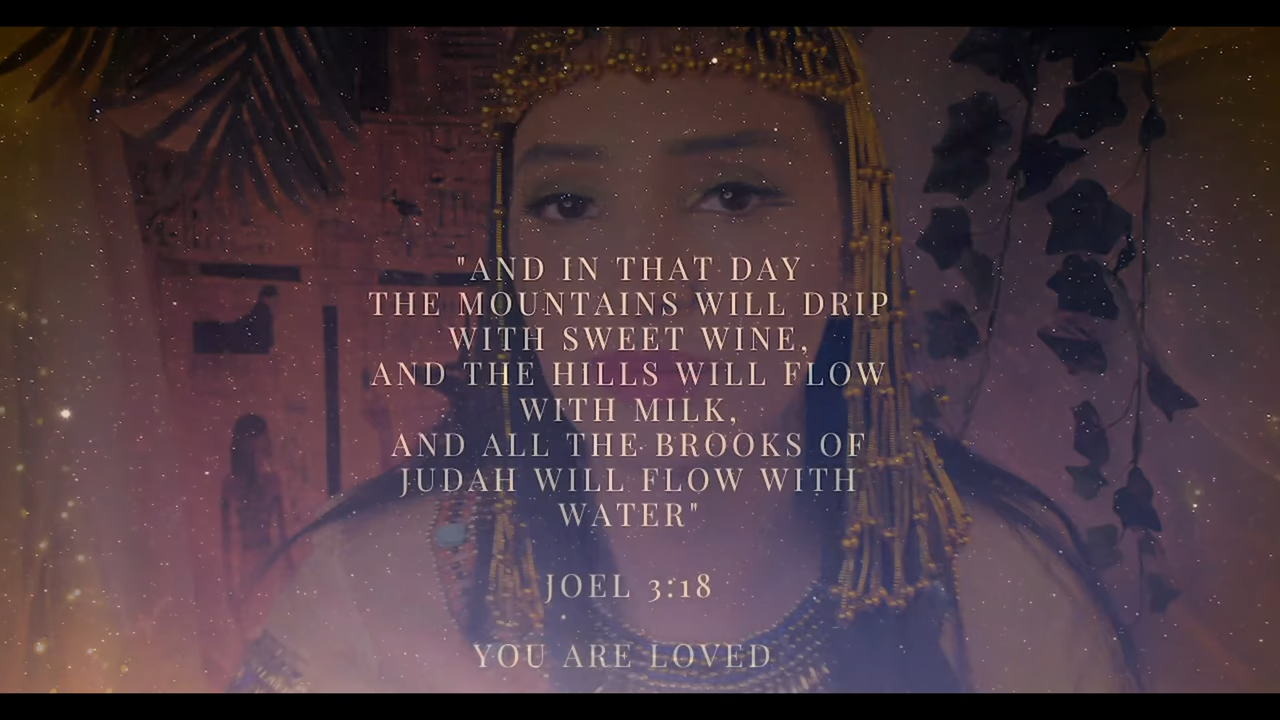 "AND IN THAT DAY
THE MOUNTAINS WILL DRIP
WITH SWEET WINE,
AND THE HILLS WILL FLOW
WITH MILK,
AND ALL THE BROOKS OF
JUDAH WILL FLOW WITH
WATER"
JOEL 3:18
YOU ARE LOVED